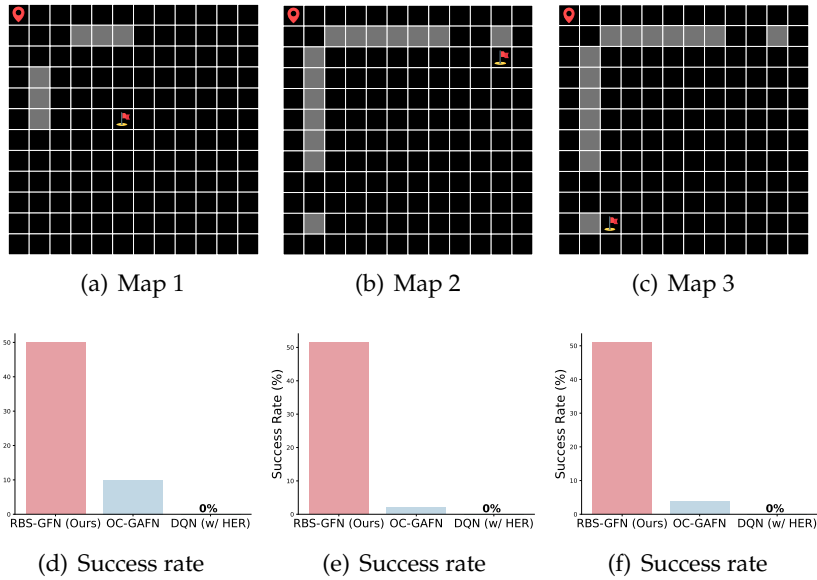 (a) Map 1
(b) Map 2
(c) Map 3
50
40
30
20
10
0
0%
RBS-GFN (Ours) OC-GAFN DQN (w/ HER)
(d) Success rate
Success Rate (%)
50
40
30
20
10
0
0%
RBS-GFN (Ours) OC-GAFN DQN (w/ HER)
(e) Success rate
Success Rate (%)
50
40
30
20
10
0
0%
RBS-GFN (Ours) OC-GAFN DQN (w/ HER)
(f) Success rate